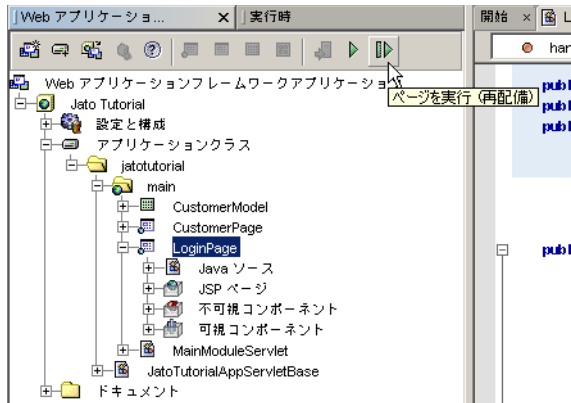 Web アプリケーショ...
実行時
開始
han
Web アプリケーションフレームワークアプリケーション
ページを実行 (再配備)
Jato Tutorial
publ
publ
設定と構成
publ
アプリケーションクラス
jatotutorial
main
CustomerModel
CustomerPage
LoginPage
publ
Java ソース
JSP ページ
不可視コンポーネント
可視コンポーネント
MainModuleServlet
JatoTutorialAppServletBase
ドキュメント